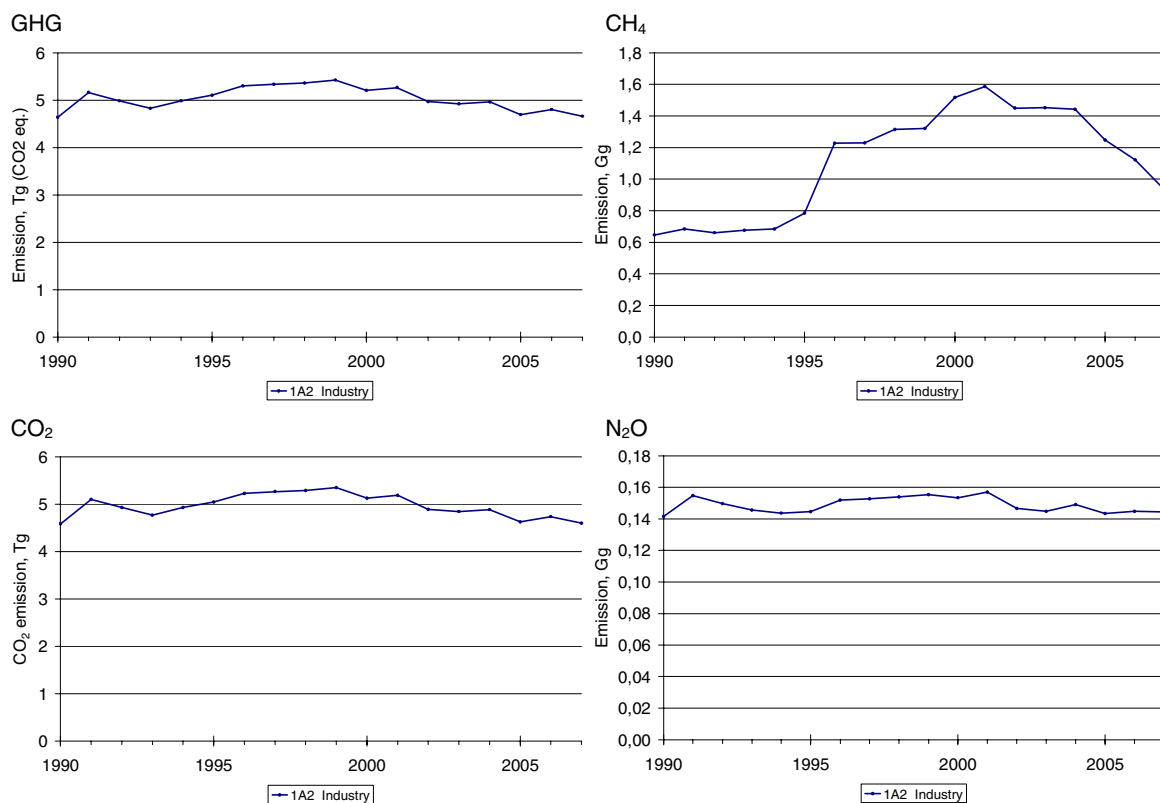 GHG
Emission, Tg (CO2 eq.)
6
5
4
3
2
1
0
1990 1995 2000 2005
1A2 Industry
CH₄
Emission, Gg
1,8
1,6
1,4
1,2
1,0
0,8
0,6
0,4
0,2
0,0
1990 1995 2000 2005
1A2 Industry
CO₂
CO₂ emission, Tg
6
5
4
3
2
1
0
1990 1995 2000 2005
1A2 Industry
N₂O
Emission, Gg
0,18
0,16
0,14
0,12
0,10
0,08
0,06
0,04
0,02
0,00
1990 1995 2000 2005
1A2 Industry